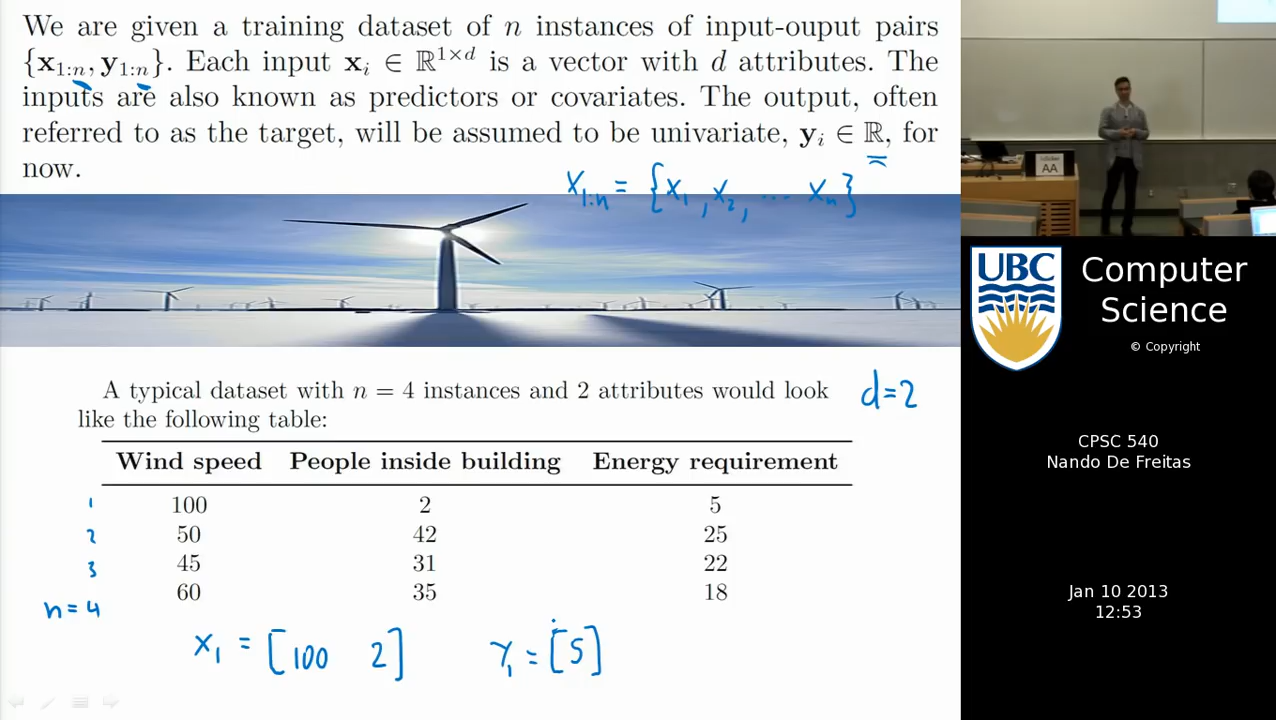 We are given a training dataset of n instances of input-ouput pairs
{x1:n, y1:n}. Each input xi ∈ ℝ1×d is a vector with d attributes. The
inputs are also known as predictors or covariates. The output, often
referred to as the target, will be assumed to be univariate, yi ∈ ℝ, for
now.
x1:n = {x1, x2, ... xn}
A typical dataset with n = 4 instances and 2 attributes would look
like the following table:
d=2
Wind speed People inside building Energy requirement
1 100 2 5
2 50 42 25
3 45 31 22
n=4 60 35 18
x1 = [100 2] y1 = [5]
AA
UBC
Computer
Science
© Copyright
CPSC 540
Nando De Freitas
Jan 10 2013
12:53